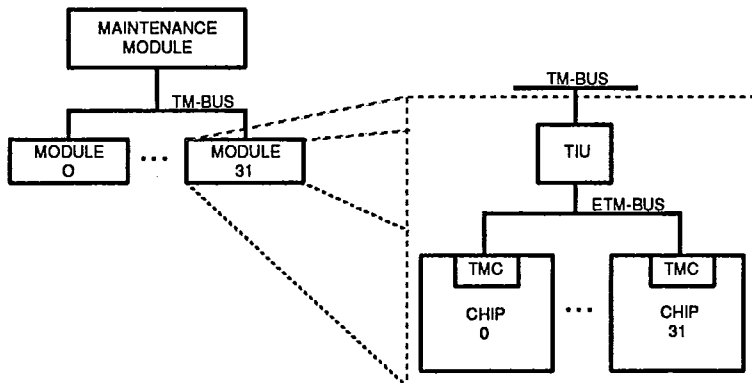 MAINTENANCE
MODULE
TM-BUS
TM-BUS
MODULE
0
...
MODULE
31
TIU
ETM-BUS
TMC
TMC
CHIP
0
...
CHIP
31